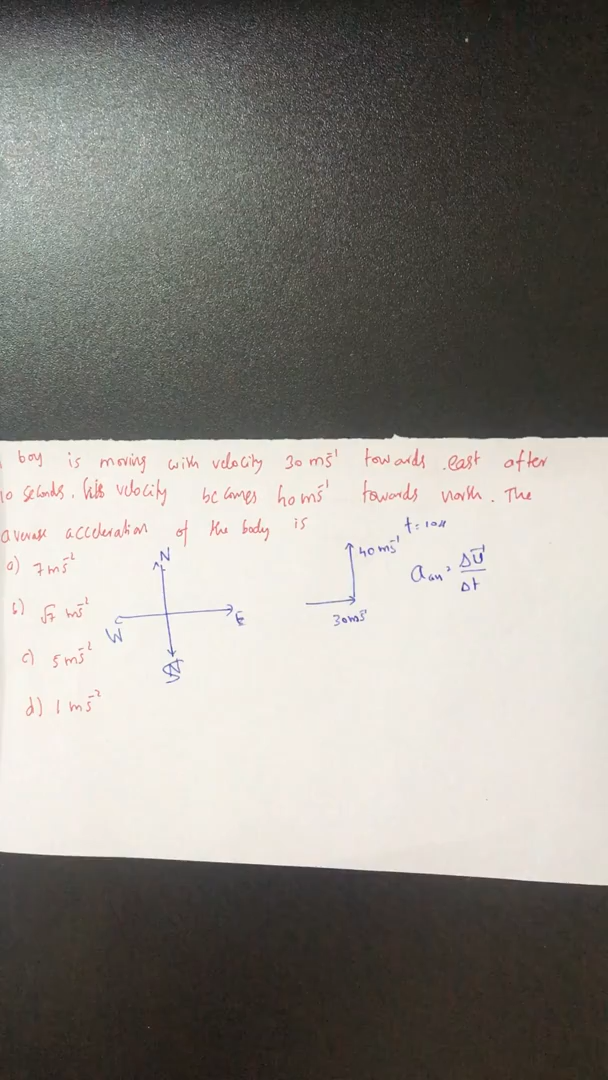 boy is moving with velocity 30 ms⁻¹ towards east after
10 seconds. his velocity becomes 40 ms⁻¹ towards north. The
average acceleration of the body is
a) 7 ms⁻²
b) √7 ms⁻²
c) 5 ms⁻²
d) 1 ms⁻²
N
W
E
S
40 ms⁻¹
30 ms⁻¹
t = 10s
a = Δv/Δt